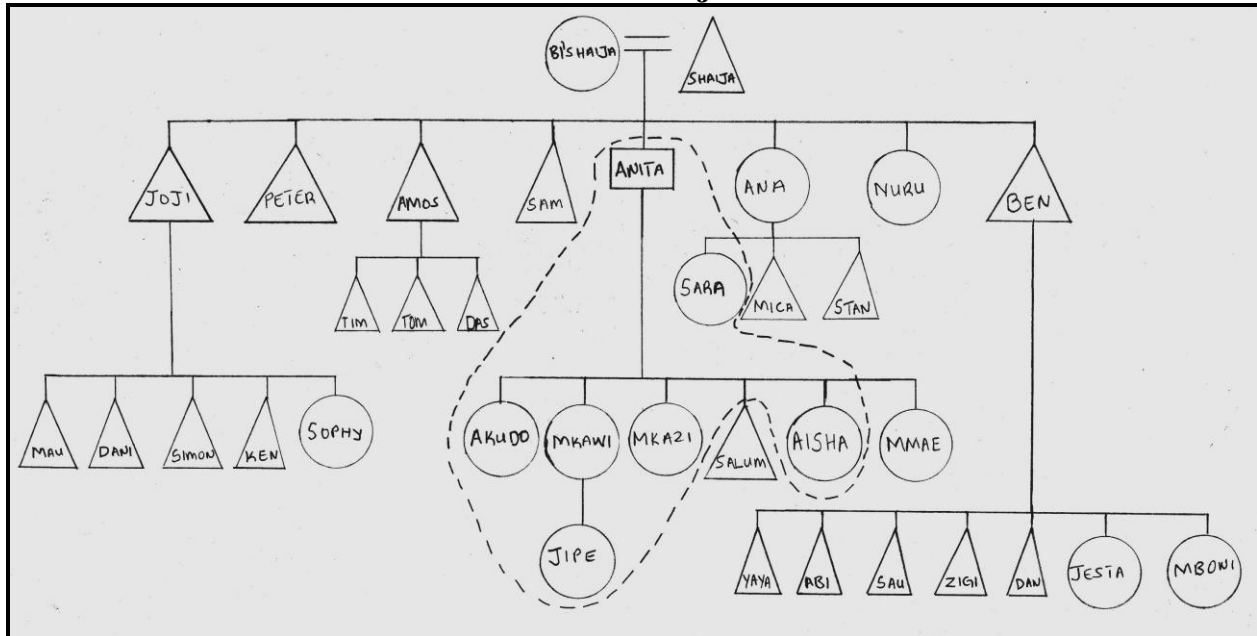 BI'SHAIJA
SHAIJA
JOJI
PETER
AMOS
SAM
ANITA
ANA
NURU
BEN
SARA
MICA
STAN
TIM
TOM
DAS
MAU
DANI
SIMON
KEN
SOPHY
AKUDO
MKAWI
MKAZI
SALUM
AISHA
MMAE
JIPE
YAYA
ABI
SAU
ZIGI
DAN
JESTA
MBONI